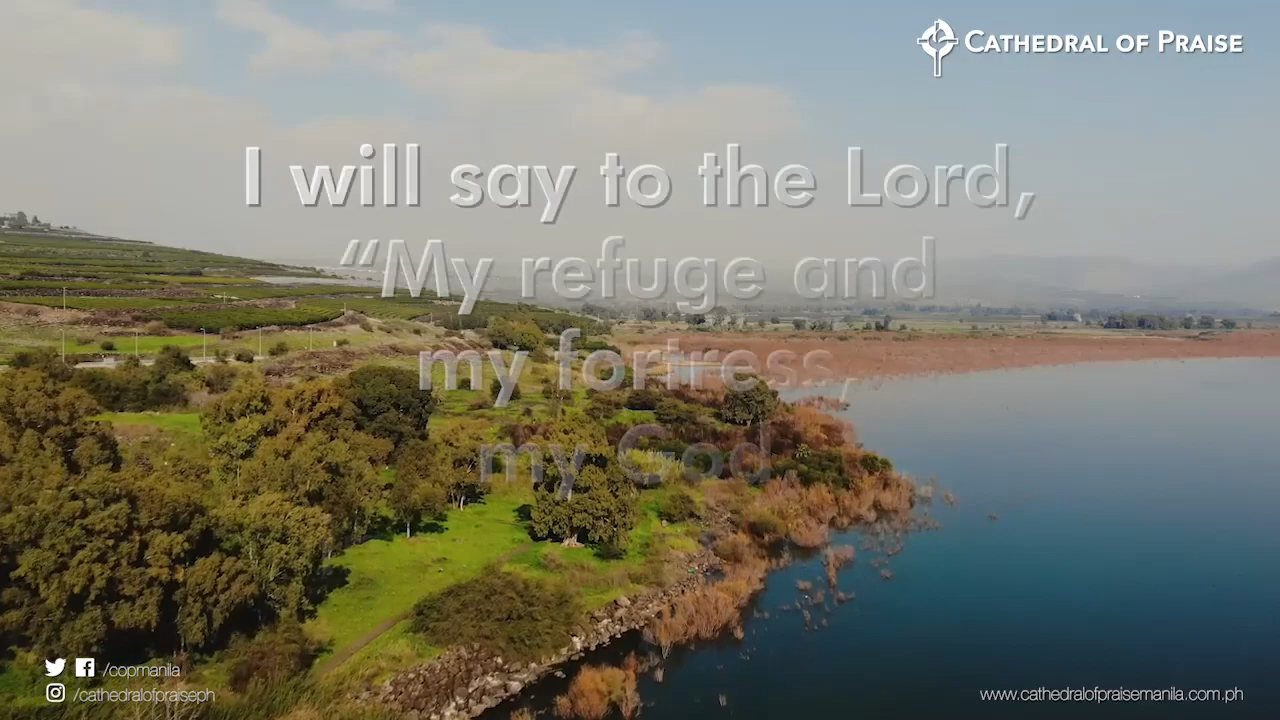 CATHEDRAL OF PRAISE
I will say to the Lord,
“My refuge and
my fortress,
my God
/copmanila
/cathedralofpraiseph
www.cathedralofpraisemanila.com.ph